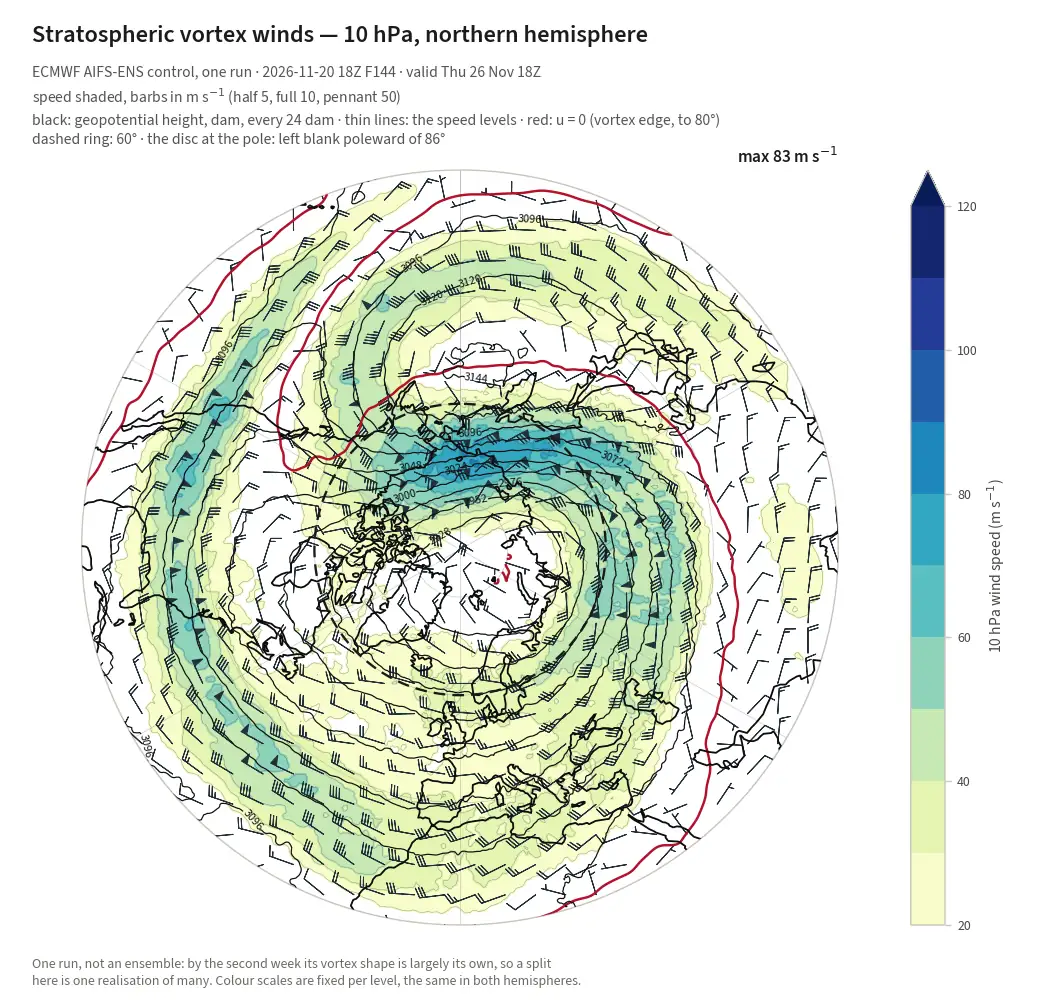 Stratospheric vortex winds — 10 hPa, northern hemisphere
ECMWF AIFS-ENS control, one run · 2026-11-20 18Z F144 · valid Thu 26 Nov 18Z
speed shaded, barbs in m s⁻¹ (half 5, full 10, pennant 50)
black: geopotential height, dam, every 24 dam · thin lines: the speed levels · red: u = 0 (vortex edge, to 80°)
dashed ring: 60° · the disc at the pole: left blank poleward of 86°
max 83 m s⁻¹
3096
3096
3120
3120
3096
3144
3096
3048
3072
3072
2976
3000
2952
3096
3096
120
100
80
60
40
20
10 hPa wind speed (m s⁻¹)
One run, not an ensemble: by the second week its vortex shape is largely its own, so a split
here is one realisation of many. Colour scales are fixed per level, the same in both hemispheres.